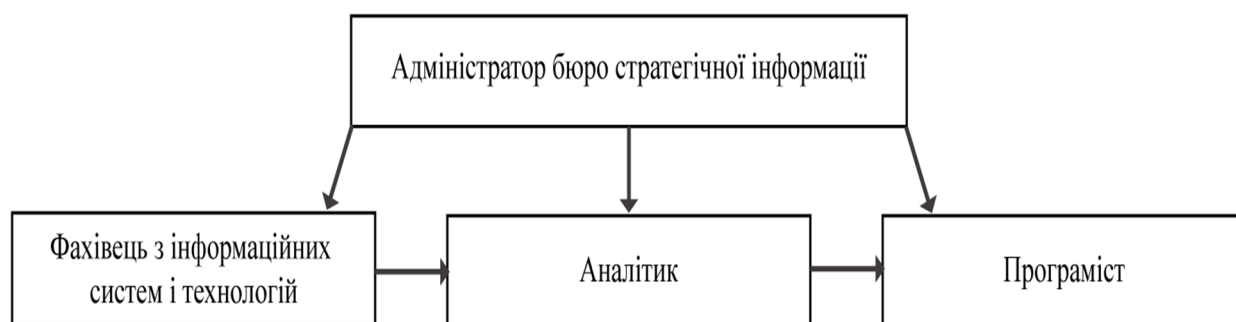 Адміністратор бюро стратегічної інформації
Фахівець з інформаційних
систем і технологій
Аналітик
Програміст